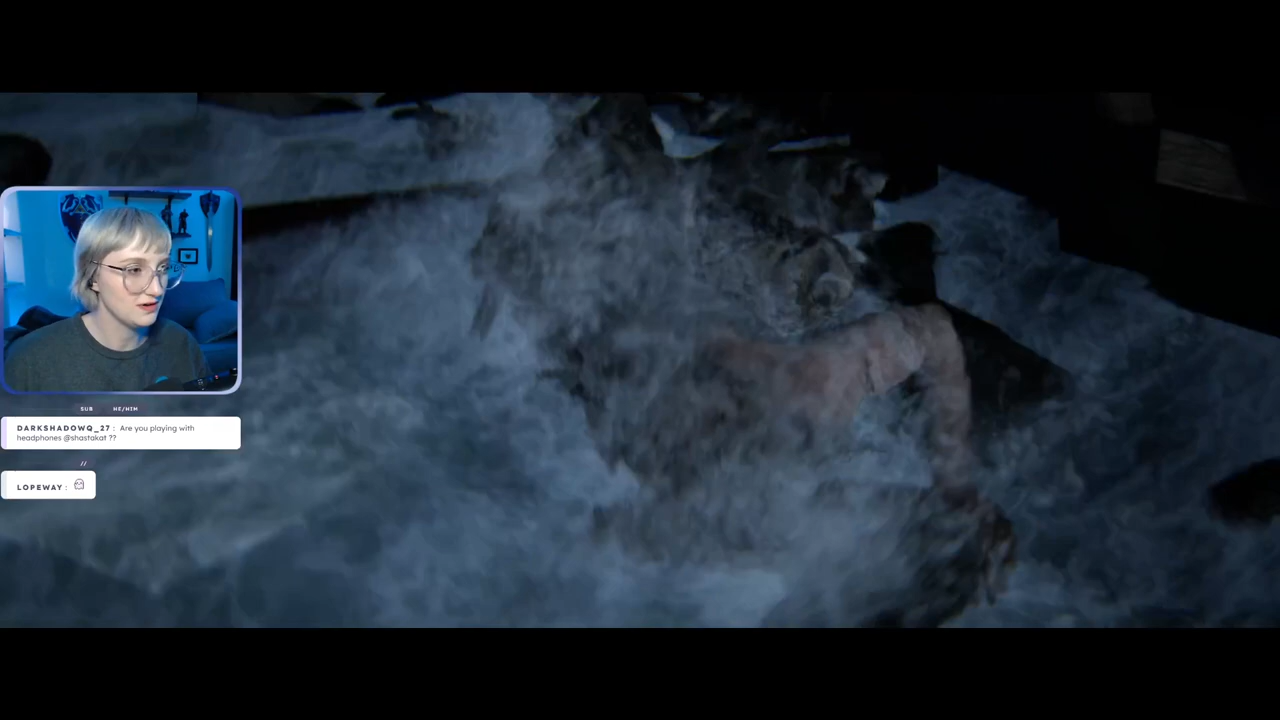 SUB HE/HIM
DARKSHADOWQ_27 : Are you playing with
headphones @shastakat ??
//
LOPEWAY :